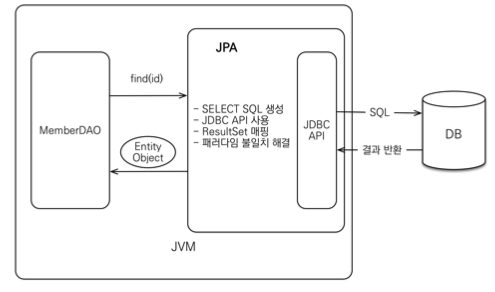 JPA
find(id)
- SELECT SQL 생성
- JDBC API 사용
- ResultSet 매핑
- 패러다임 불일치 해결
MemberDAO
Entity
Object
JDBC
API
SQL
결과 반환
DB
JVM